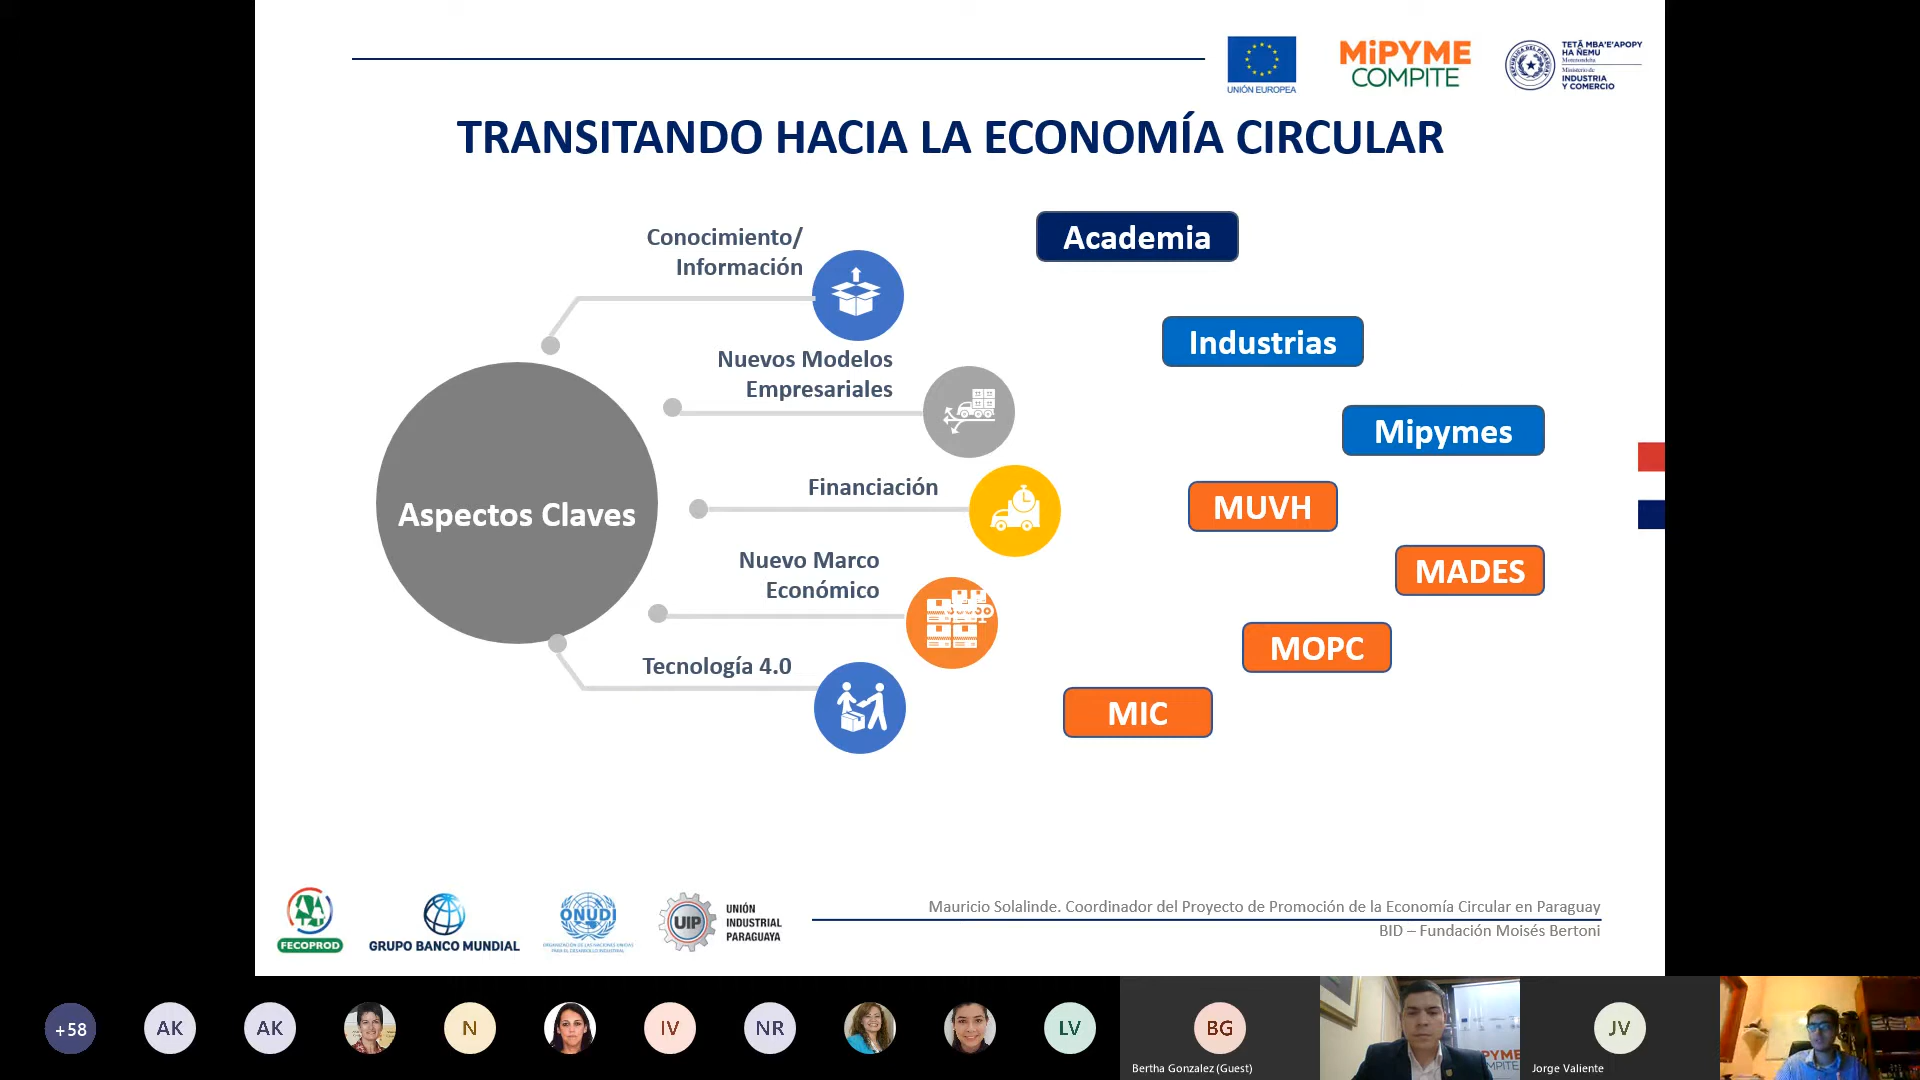 UNIÓN EUROPEA
MiPYME
COMPITE
TETÃ MBA'E'APOPY
HA ÑEMU
Motenondeha
Ministerio de
INDUSTRIA
Y COMERCIO
TRANSITANDO HACIA LA ECONOMÍA CIRCULAR
Conocimiento/
Información
Nuevos Modelos
Empresariales
Financiación
Nuevo Marco
Económico
Tecnología 4.0
Aspectos Claves
Academia
Industrias
Mipymes
MUVH
MADES
MOPC
MIC
FECOPROD
GRUPO BANCO MUNDIAL
ONUDI
ORGANIZACIÓN DE LAS NACIONES UNIDAS
PARA EL DESARROLLO INDUSTRIAL
UIP
UNIÓN
INDUSTRIAL
PARAGUAYA
Mauricio Solalinde. Coordinador del Proyecto de Promoción de la Economía Circular en Paraguay
BID – Fundación Moisés Bertoni
+58
AK
AK
N
IV
NR
LV
BG
Bertha Gonzalez (Guest)
PYME
JV
Jorge Valiente